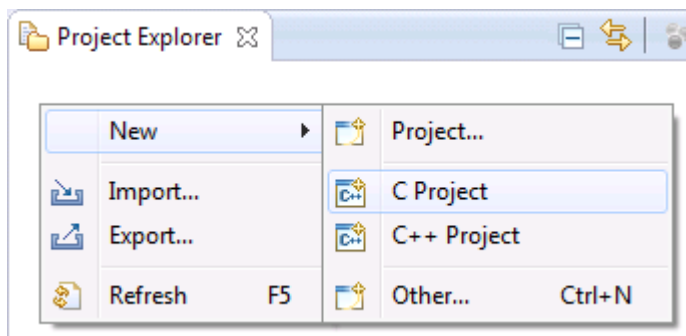 Project Explorer
New
Project...
Import...
C++ C Project
Export...
C++ C++ Project
Refresh F5
Other... Ctrl+N